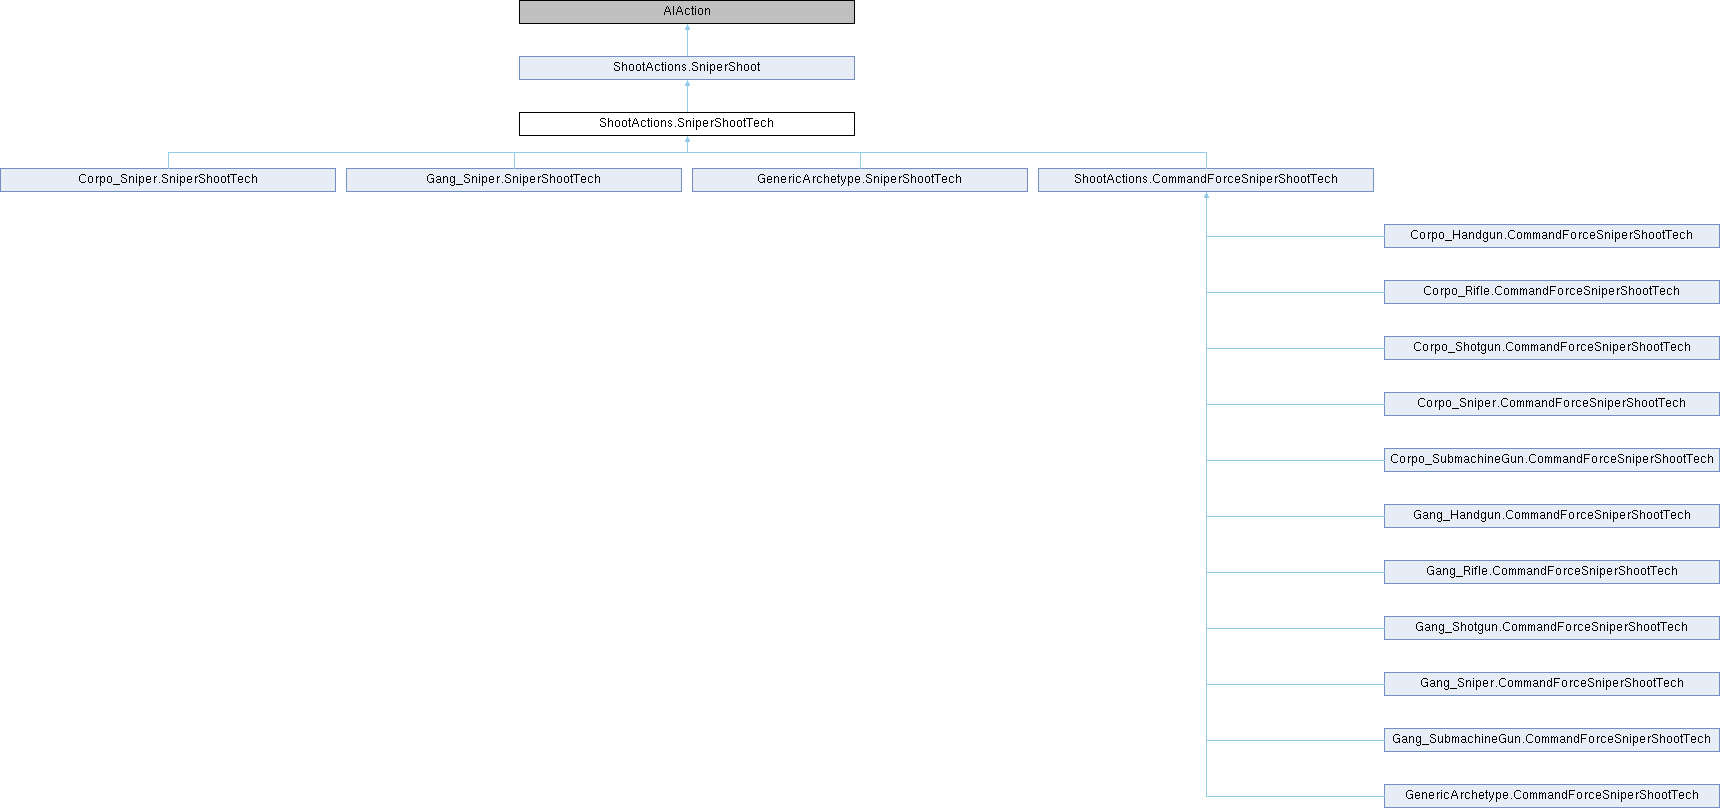 AIAction
ShootActions.SniperShoot
ShootActions.SniperShootTech
Corpo_Sniper.SniperShootTech
Gang_Sniper.SniperShootTech
GenericArchetype.SniperShootTech
ShootActions.CommandForceSniperShootTech
Corpo_Handgun.CommandForceSniperShootTech
Corpo_Rifle.CommandForceSniperShootTech
Corpo_Shotgun.CommandForceSniperShootTech
Corpo_Sniper.CommandForceSniperShootTech
Corpo_SubmachineGun.CommandForceSniperShootTech
Gang_Handgun.CommandForceSniperShootTech
Gang_Rifle.CommandForceSniperShootTech
Gang_Shotgun.CommandForceSniperShootTech
Gang_Sniper.CommandForceSniperShootTech
Gang_SubmachineGun.CommandForceSniperShootTech
GenericArchetype.CommandForceSniperShootTech